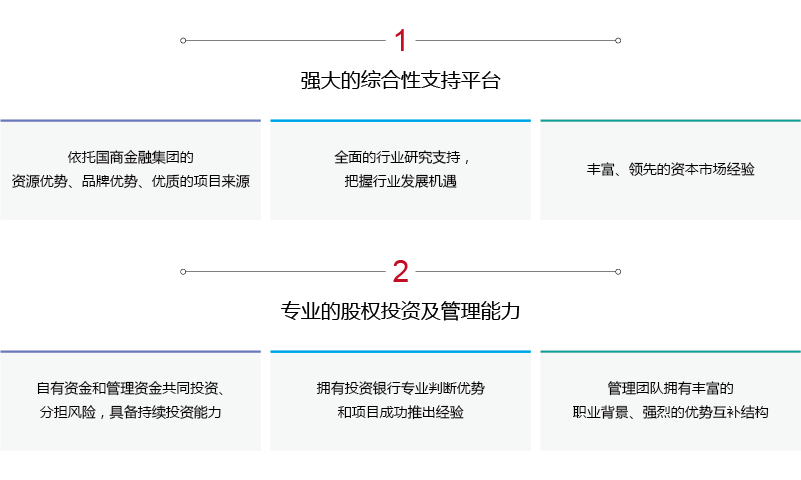 1
强大的综合性支持平台
依托国商金融集团的
资源优势、品牌优势、优质的项目来源
全面的行业研究支持，
把握行业发展机遇
丰富、领先的资本市场经验
2
专业的股权投资及管理能力
自有资金和管理资金共同投资、
分担风险，具备持续投资能力
拥有投资银行专业判断优势
和项目成功推出经验
管理团队拥有丰富的
职业背景、强烈的优势互补结构